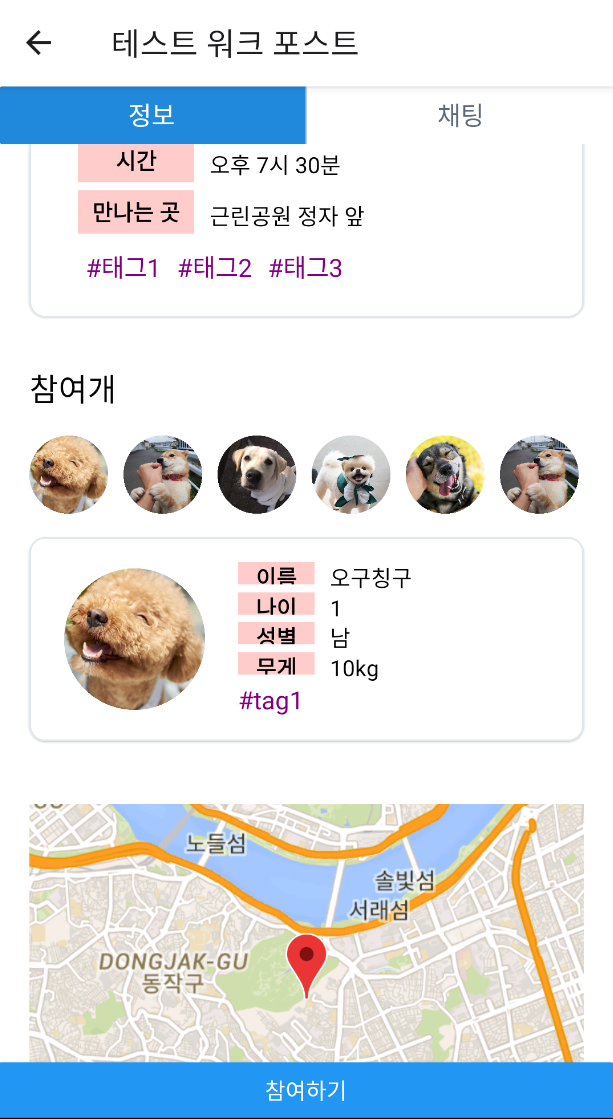 테스트 워크 포스트
정보 채팅
시간 오후 7시 30분
만나는 곳 근린공원 정자 앞
#태그1 #태그2 #태그3
참여개
이름 오구칭구
나이 1
성별 남
무게 10kg
#tag1
노들섬
솔빛섬
서래섬
DONGJAK-GU
동작구
참여하기